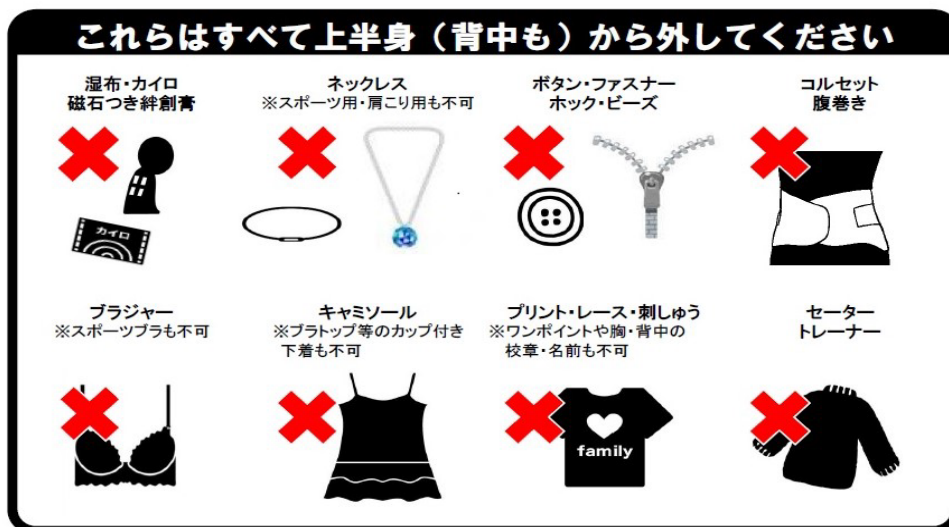 これらはすべて上半身（背中も）から外してください
湿布・カイロ
磁石つき絆創膏
カイロ
ネックレス
※スポーツ用・肩こり用も不可
ボタン・ファスナー
ホック・ビーズ
コルセット
腹巻き
ブラジャー
※スポーツブラも不可
キャミソール
※ブラトップ等のカップ付き
下着も不可
プリント・レース・刺しゅう
※ワンポイントや胸・背中の
校章・名前も不可
family
セーター
トレーナー